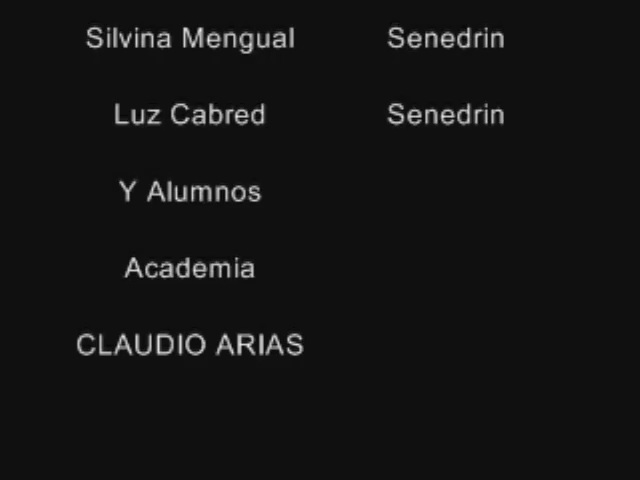 Silvina Mengual Senedrin
Luz Cabred Senedrin
Y Alumnos
Academia
CLAUDIO ARIAS